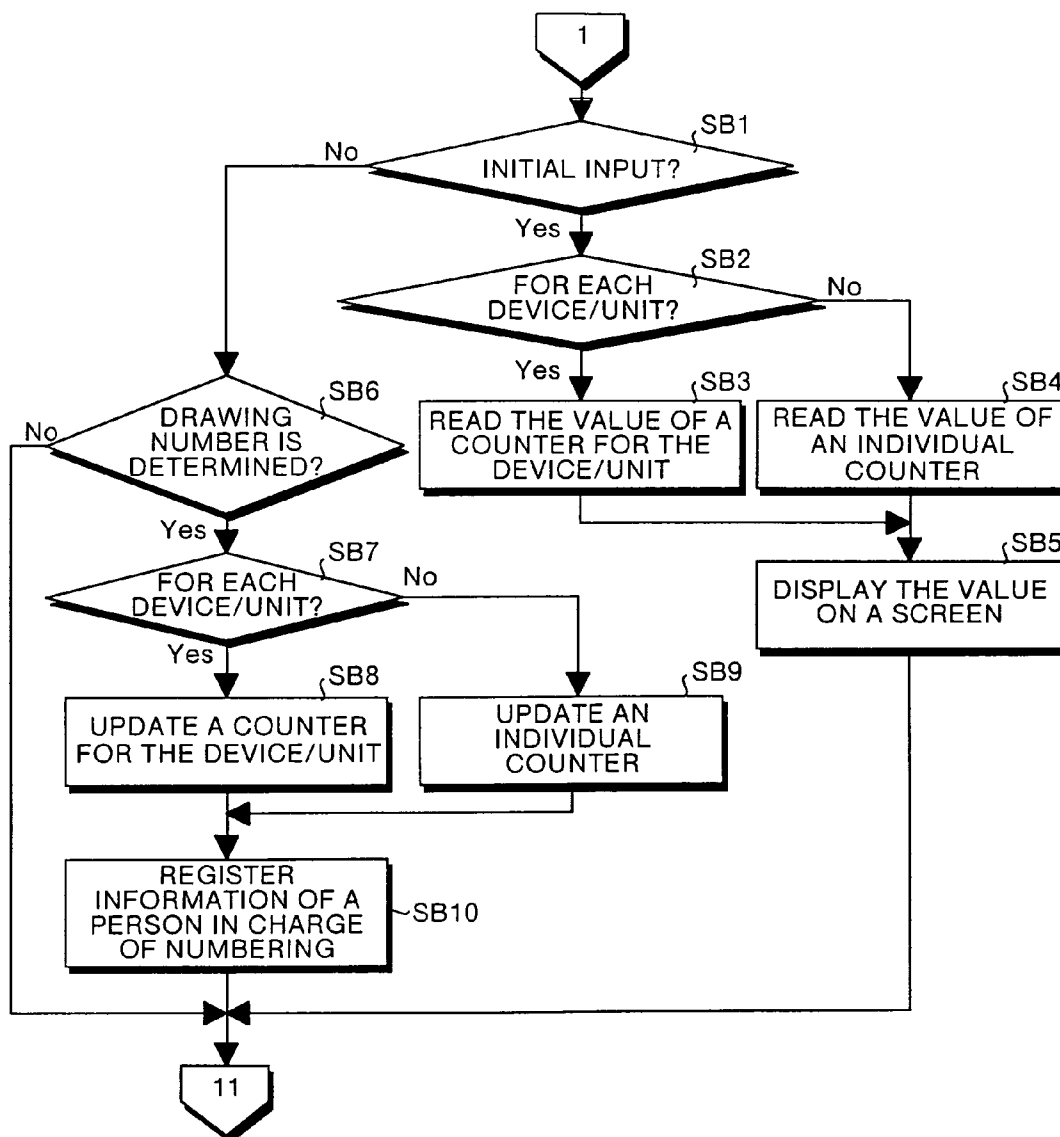 1
SB1
No
INITIAL INPUT?
Yes
SB2
FOR EACH
DEVICE/UNIT?
No
Yes
SB3
READ THE VALUE OF A
COUNTER FOR THE
DEVICE/UNIT
SB4
READ THE VALUE OF
AN INDIVIDUAL
COUNTER
SB5
DISPLAY THE VALUE
ON A SCREEN
SB6
No
DRAWING
NUMBER IS
DETERMINED?
Yes
SB7
FOR EACH
DEVICE/UNIT?
No
Yes
SB8
UPDATE A COUNTER
FOR THE DEVICE/UNIT
SB9
UPDATE AN
INDIVIDUAL
COUNTER
REGISTER
INFORMATION OF A
PERSON IN CHARGE
OF NUMBERING
SB10
11